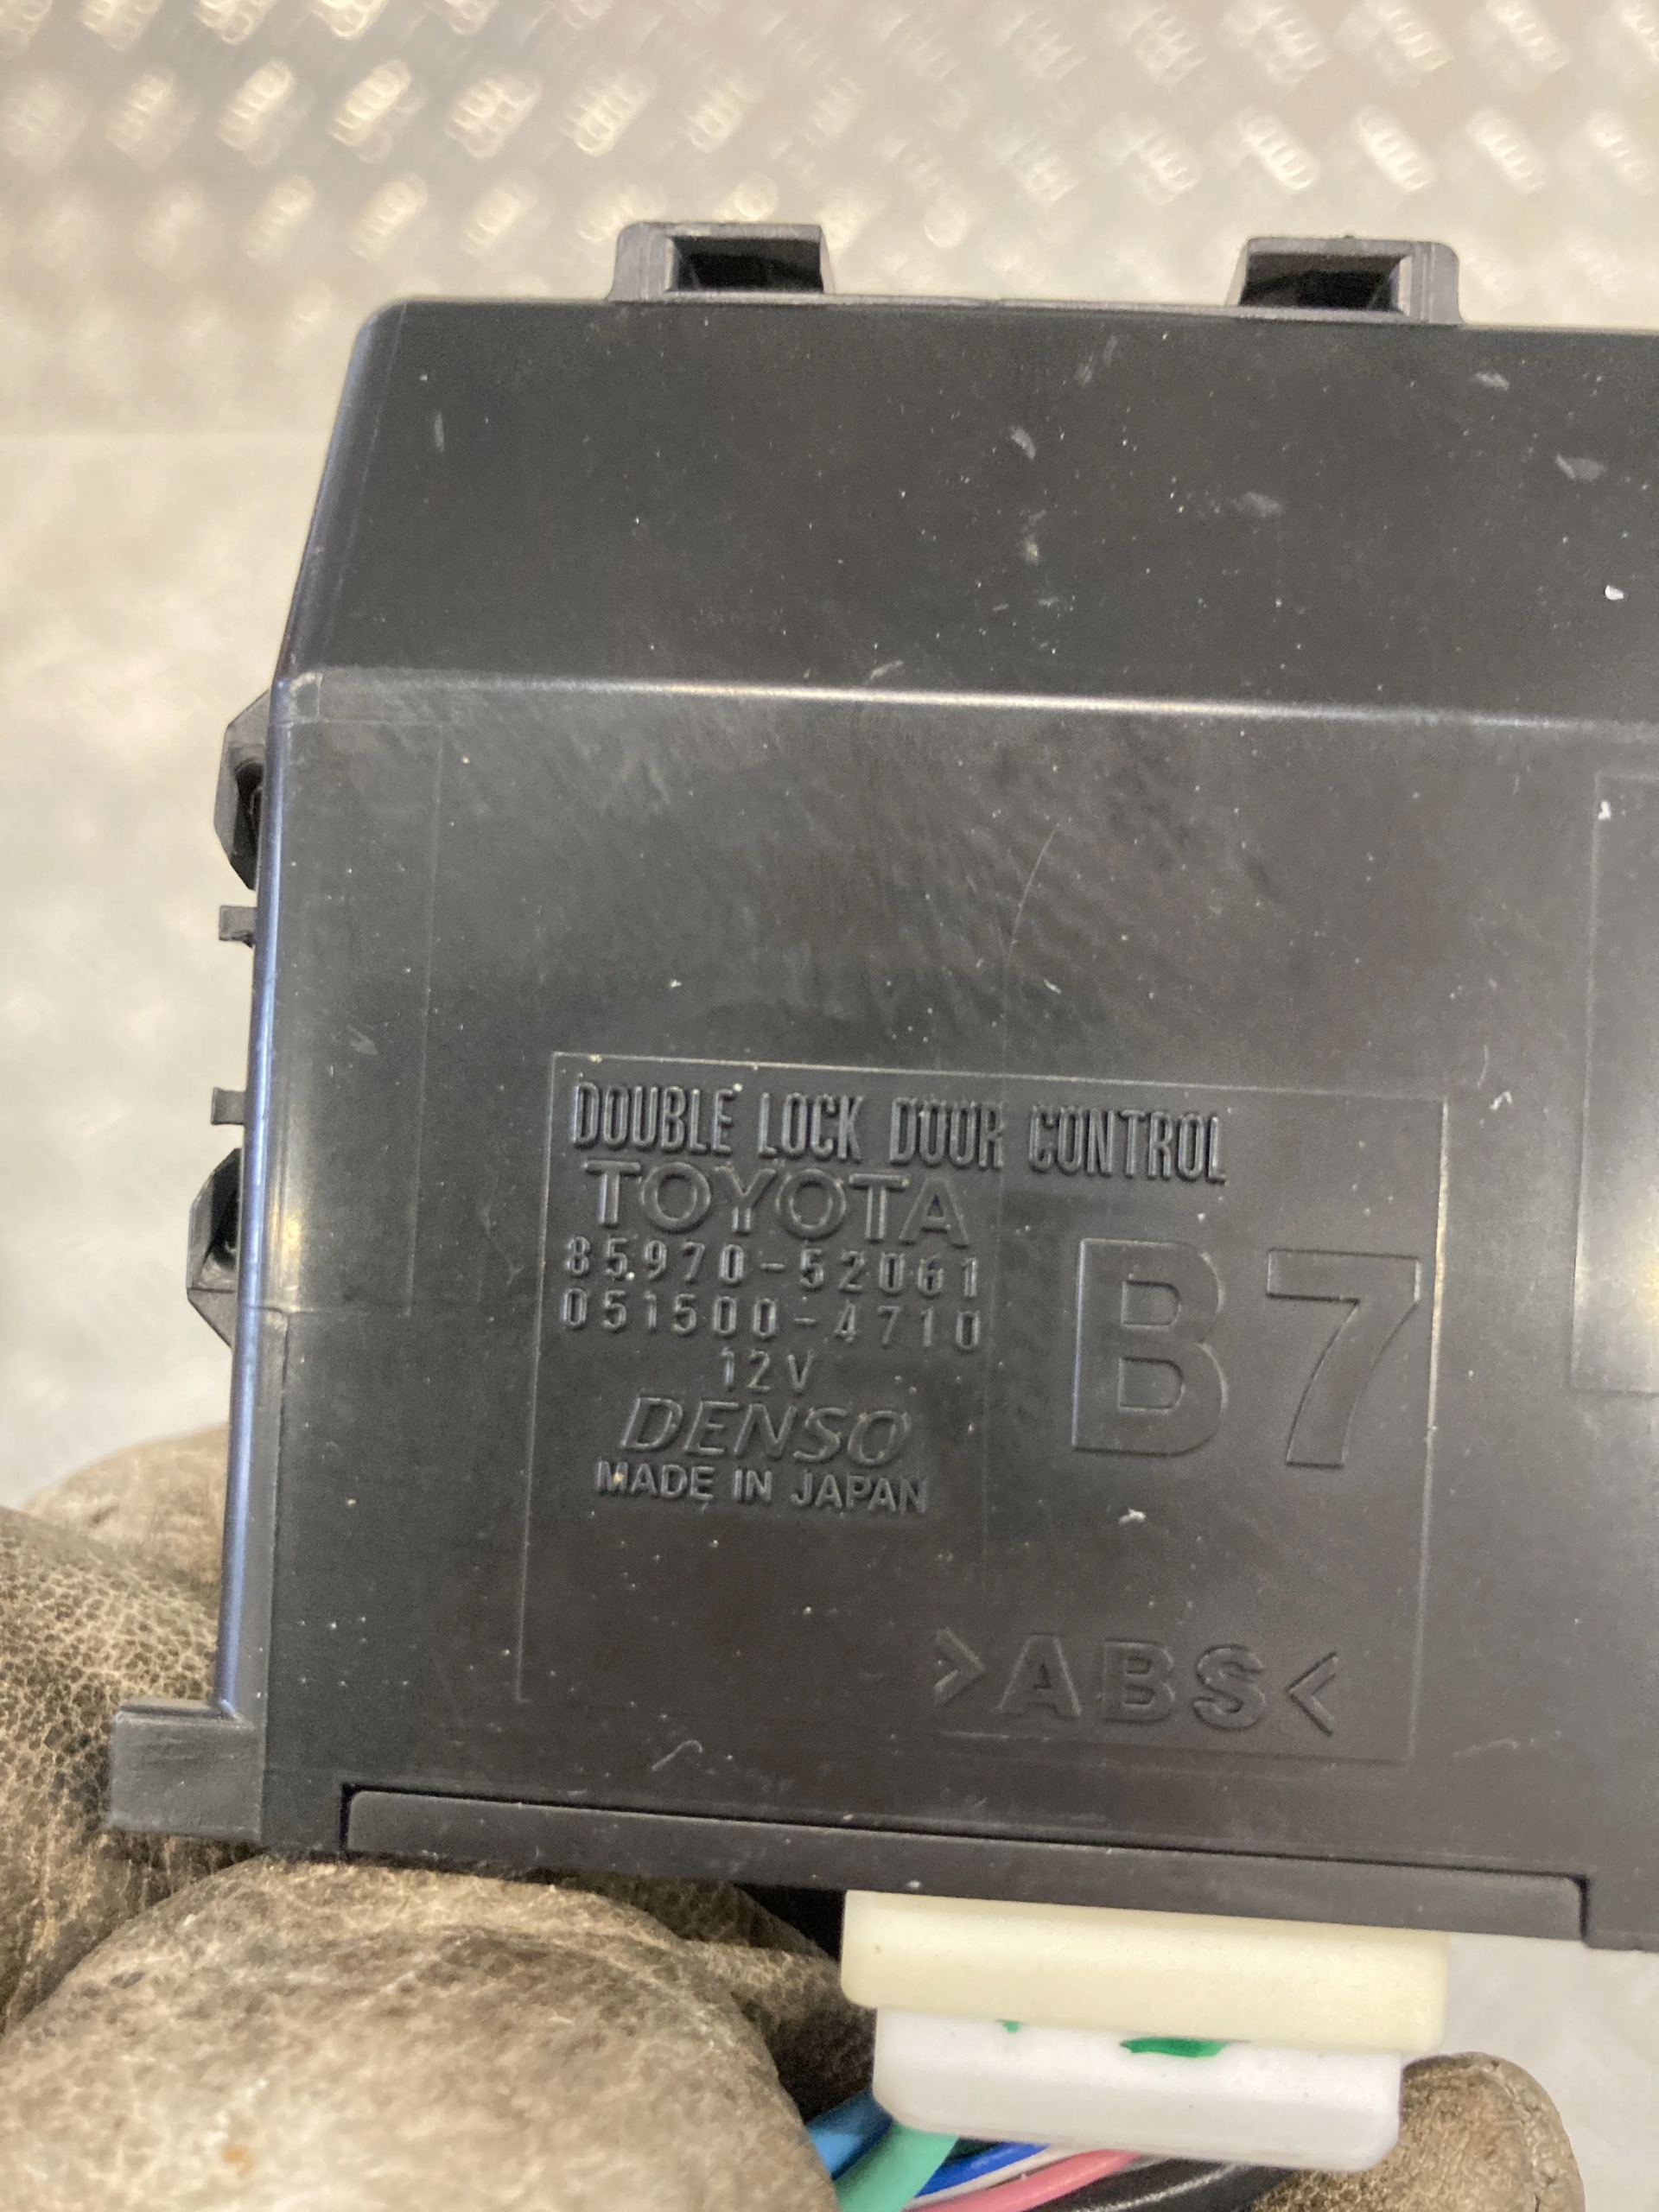 DOUBLE LOCK DOOR CONTROL
TOYOTA
85970-52061
051500-4710
12V
DENSO
MADE IN JAPAN
B7
>ABS<